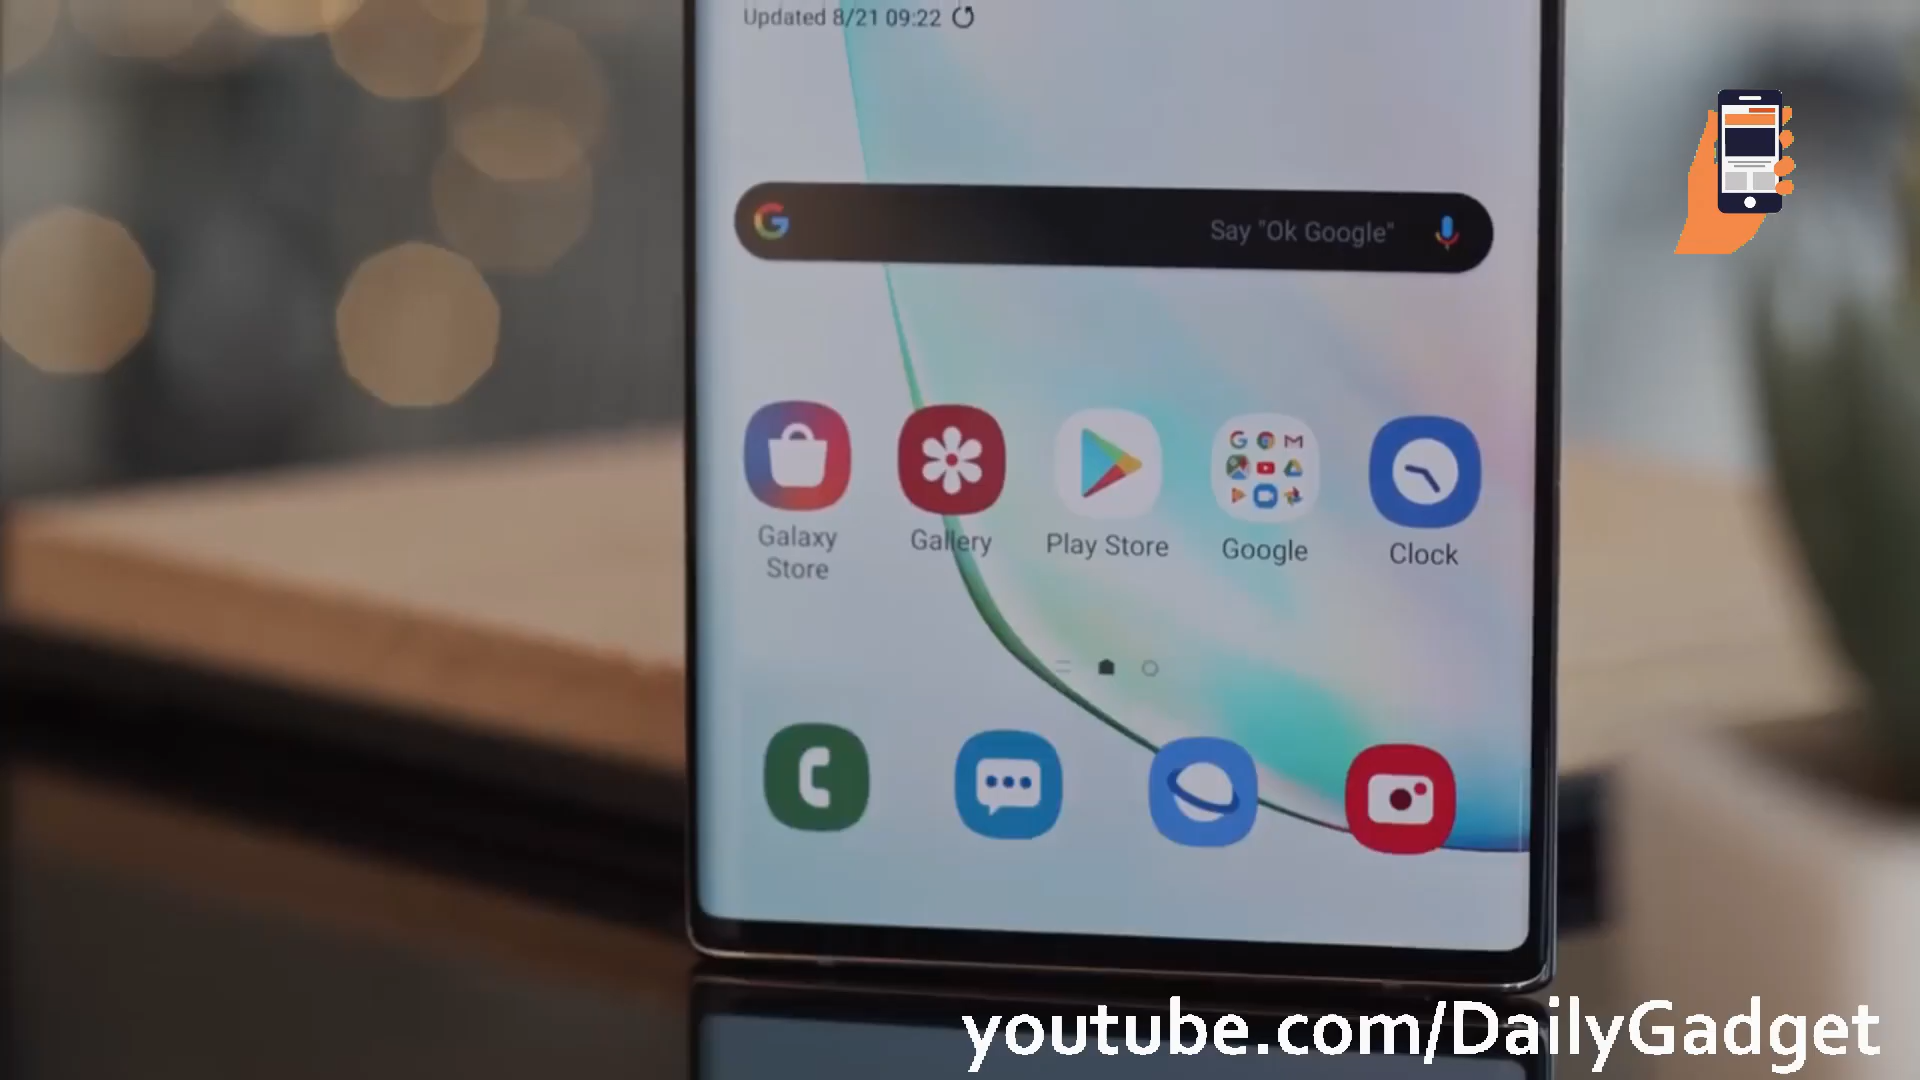 Updated 8/21 09:22
G Say "Ok Google"
Galaxy Store
Gallery
Play Store
Google
Clock
youtube.com/DailyGadget